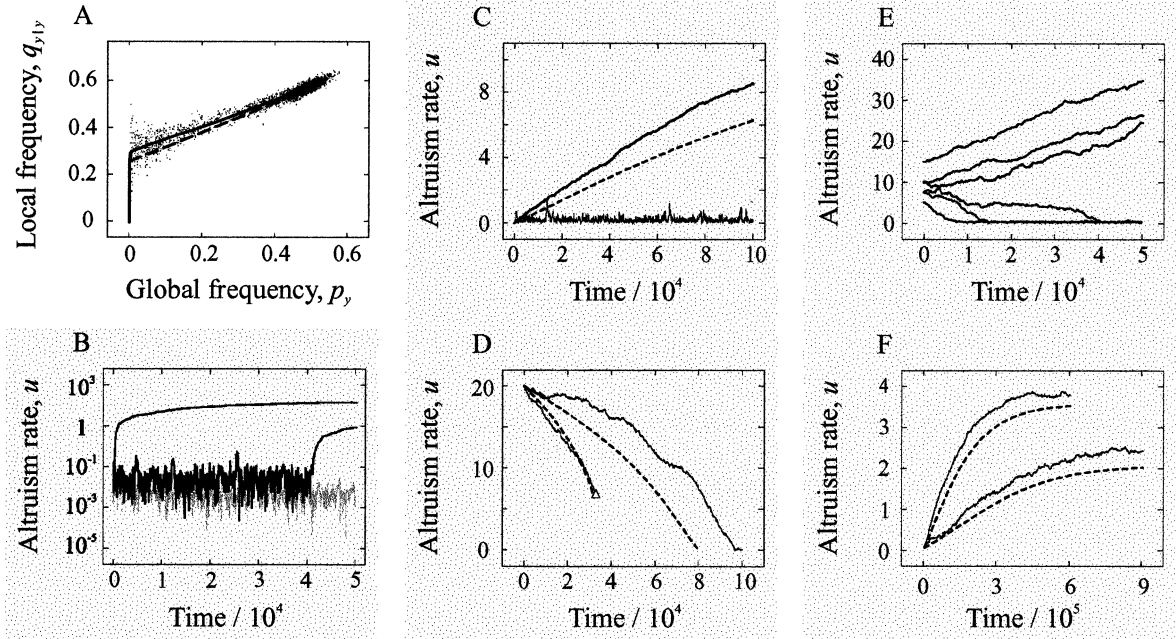 A
Local frequency, q_{y|y}
0.6
0.4
0.2
0
0 0.2 0.4 0.6
Global frequency, p_y
B
Altruism rate, u
10^3
1
10^-1
10^-3
10^-5
0 1 2 3 4 5
Time / 10^4
C
Altruism rate, u
8
4
0
0 2 4 6 8 10
Time / 10^4
D
Altruism rate, u
20
10
0
0 2 4 6 8 10
Time / 10^4
E
Altruism rate, u
40
30
20
10
0
0 1 2 3 4 5
Time / 10^4
F
Altruism rate, u
4
3
2
1
0
0 3 6 9
Time / 10^5